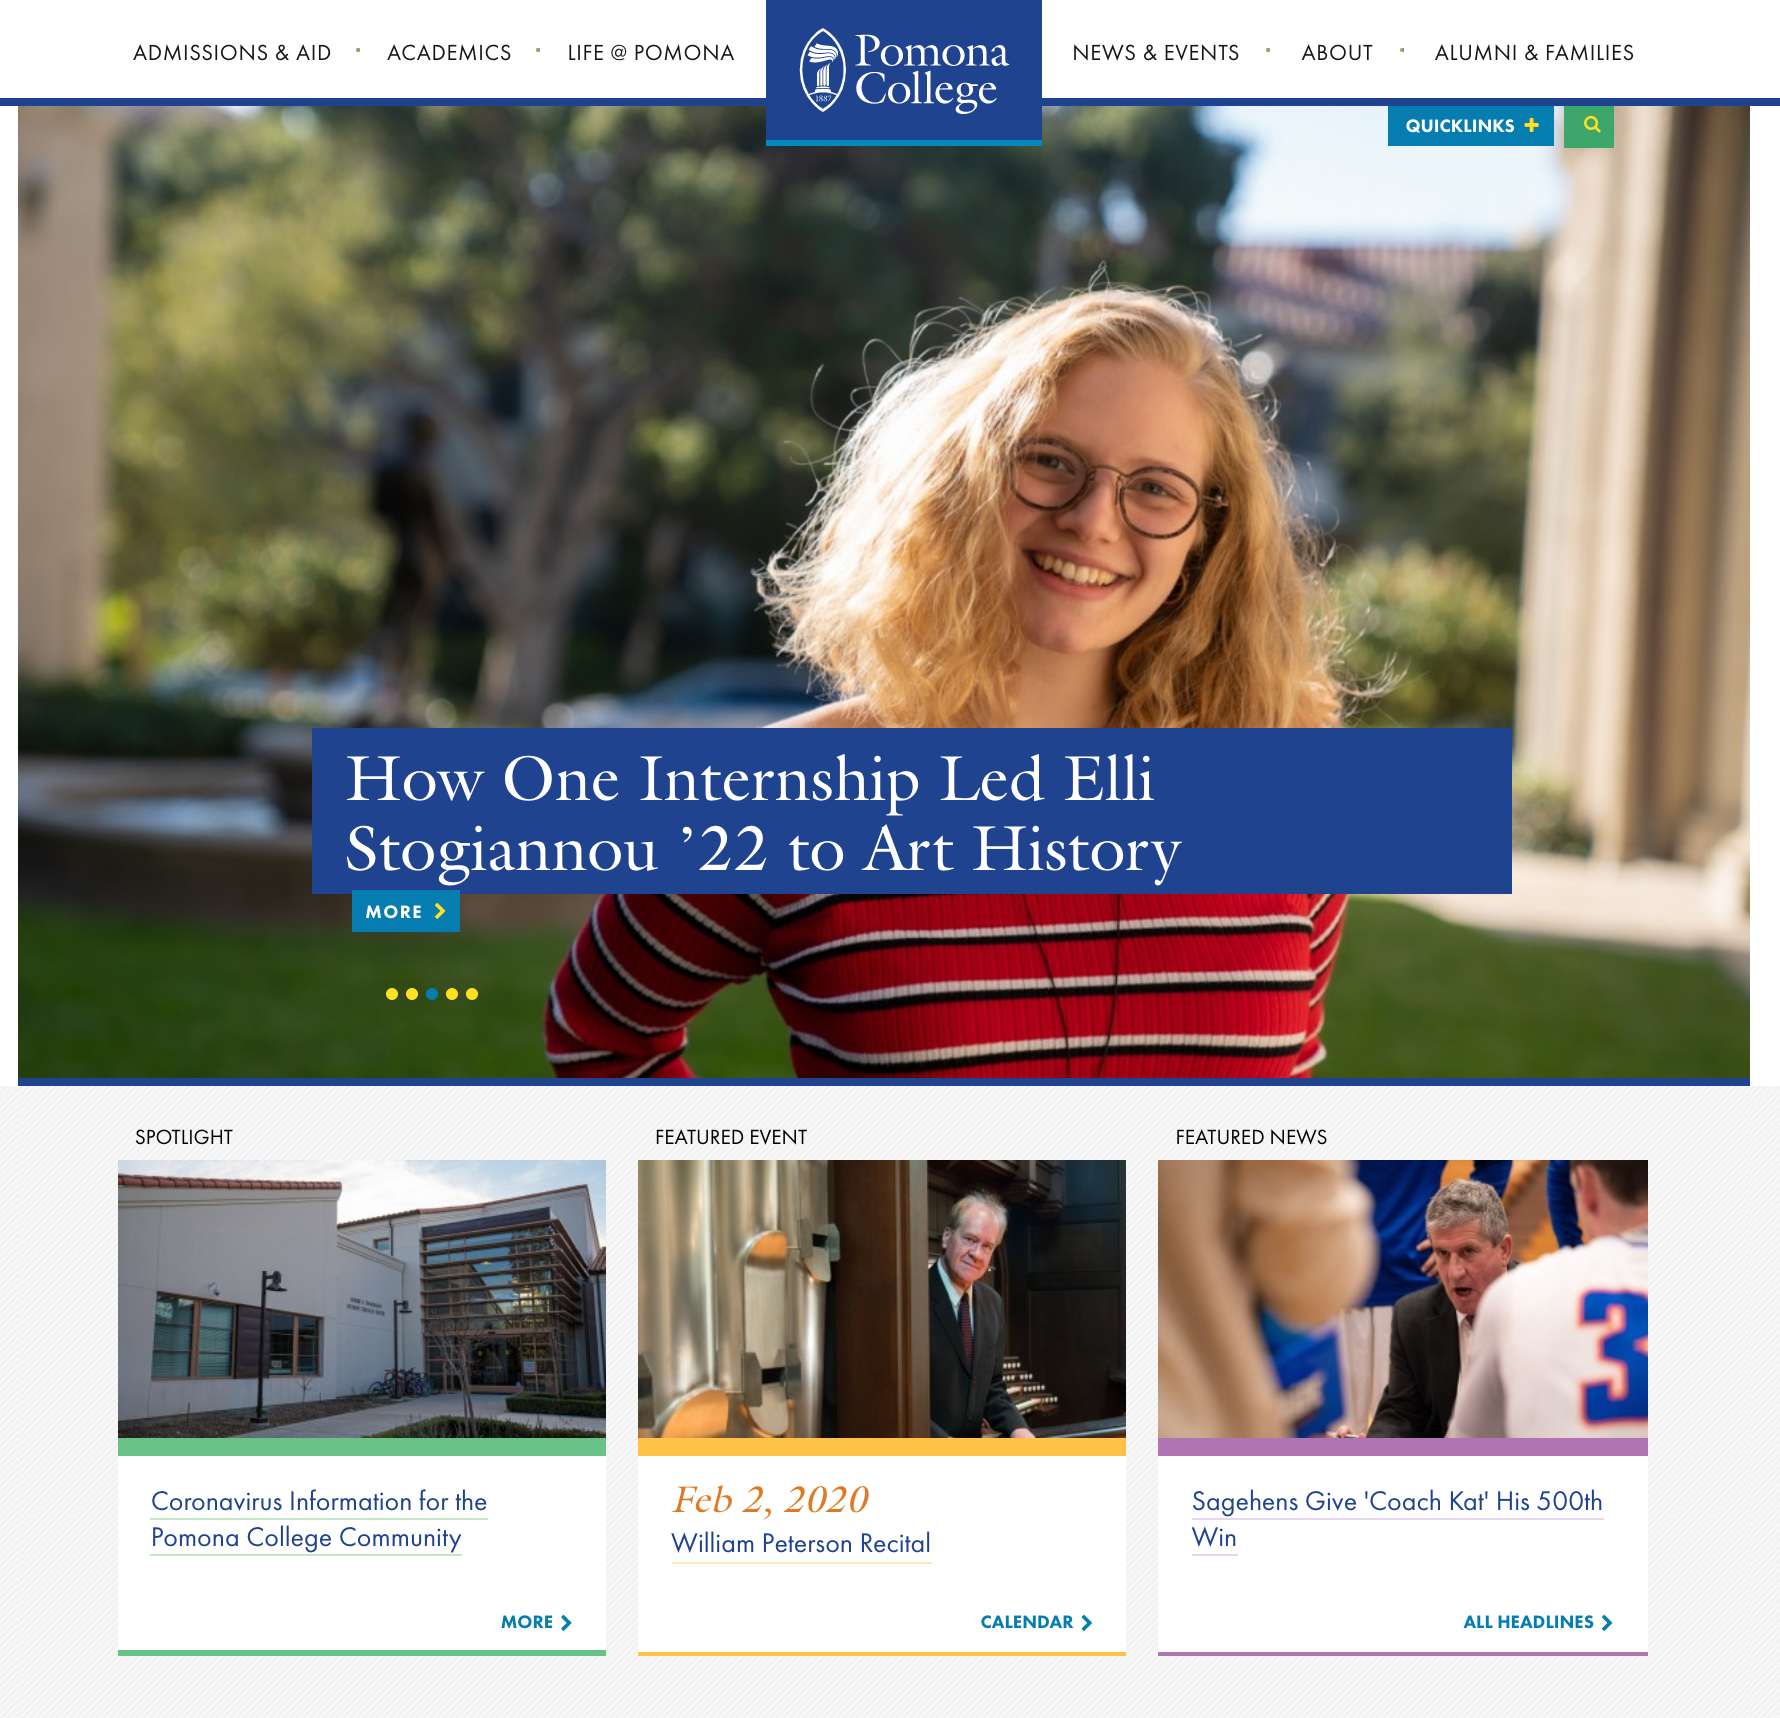 ADMISSIONS & AID
ACADEMICS
LIFE @ POMONA
Pomona
College
1887
NEWS & EVENTS
ABOUT
ALUMNI & FAMILIES
QUICKLINKS +
How One Internship Led Elli
Stogiannou ’22 to Art History
MORE
SPOTLIGHT
Coronavirus Information for the
Pomona College Community
MORE
FEATURED EVENT
Feb 2, 2020
William Peterson Recital
CALENDAR
FEATURED NEWS
3
Sagehens Give 'Coach Kat' His 500th
Win
ALL HEADLINES